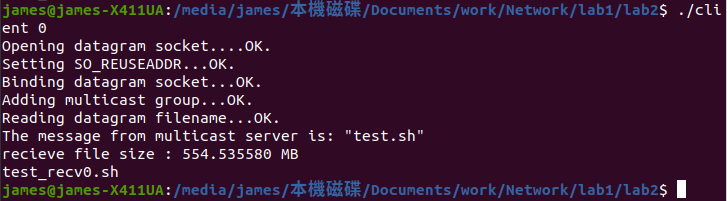 james@james-X411UA:/media/james/本機磁碟/Documents/work/Network/lab1/lab2$ ./cli
ent 0
Opening datagram socket....OK.
Setting SO_REUSEADDR...OK.
Binding datagram socket...OK.
Adding multicast group...OK.
Reading datagram filename...OK.
The message from multicast server is: "test.sh"
recieve file size : 554.535580 MB
test_recv0.sh
james@james-X411UA:/media/james/本機磁碟/Documents/work/Network/lab1/lab2$